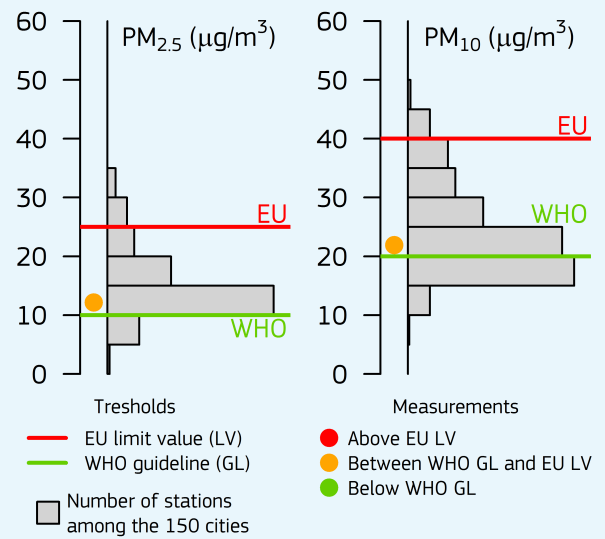 PM2.5 (μg/m³)
60
50
40
30
20
10
0
EU
WHO
PM10 (μg/m³)
60
50
40
30
20
10
0
EU
WHO
Tresholds
EU limit value (LV)
WHO guideline (GL)
Number of stations
among the 150 cities
Measurements
Above EU LV
Between WHO GL and EU LV
Below WHO GL